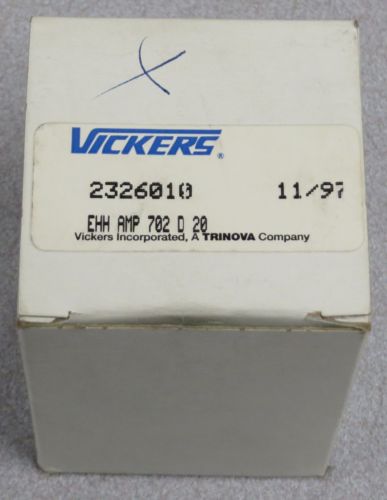 VICKERS®
2326010 11/97
EHH AMP 702 D 20
Vickers Incorporated, A TRINOVA Company